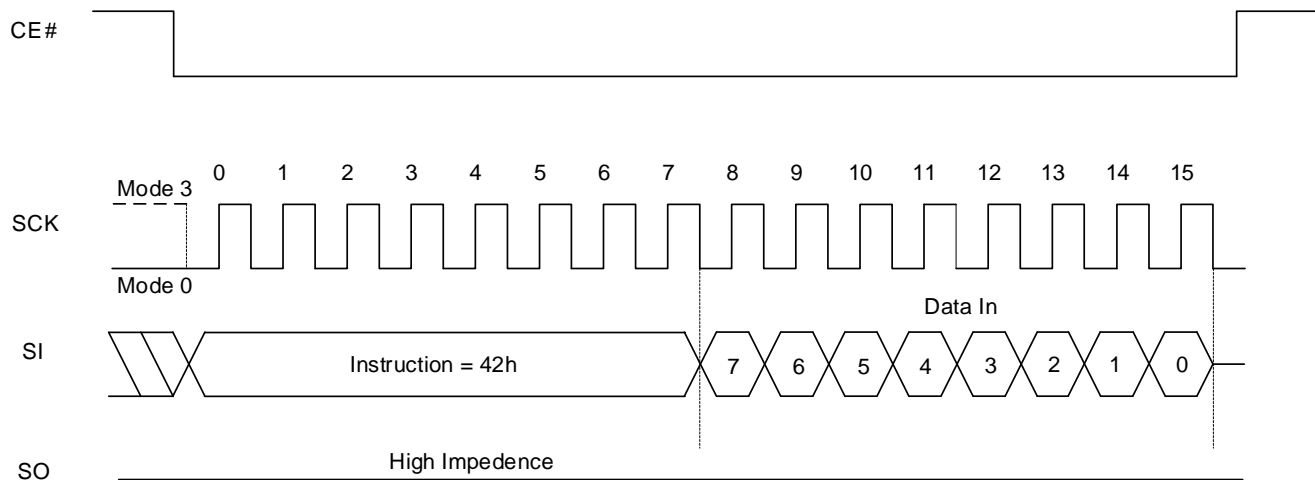 CE#
0 1 2 3 4 5 6 7 8 9 10 11 12 13 14 15
Mode 3
SCK
Mode 0
Data In
SI
Instruction = 42h
7 6 5 4 3 2 1 0
High Impedence
SO